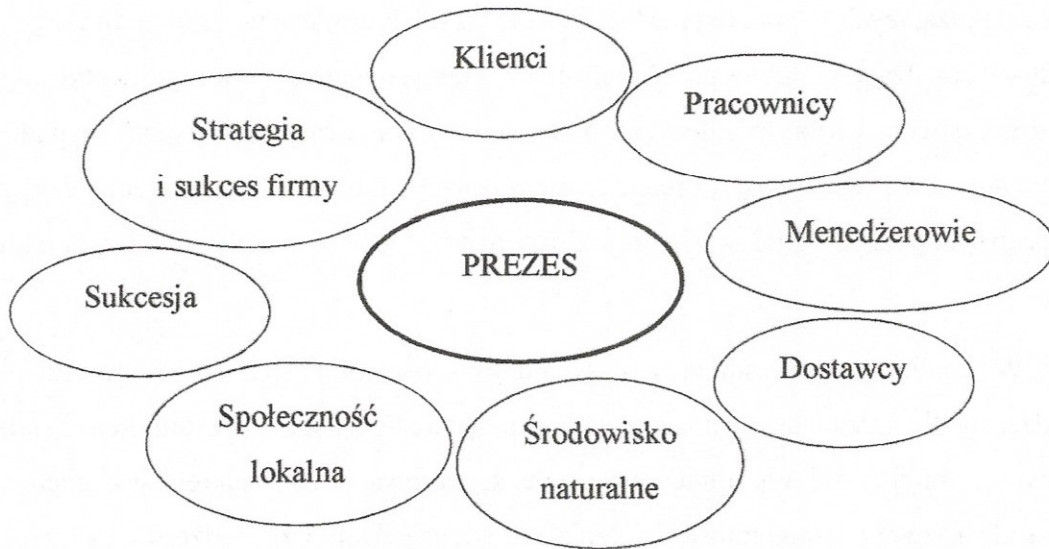 Klienci
Pracownicy
Strategia
i sukces firmy
Menedżerowie
PREZES
Sukcesja
Dostawcy
Społeczność
lokalna
Środowisko
naturalne